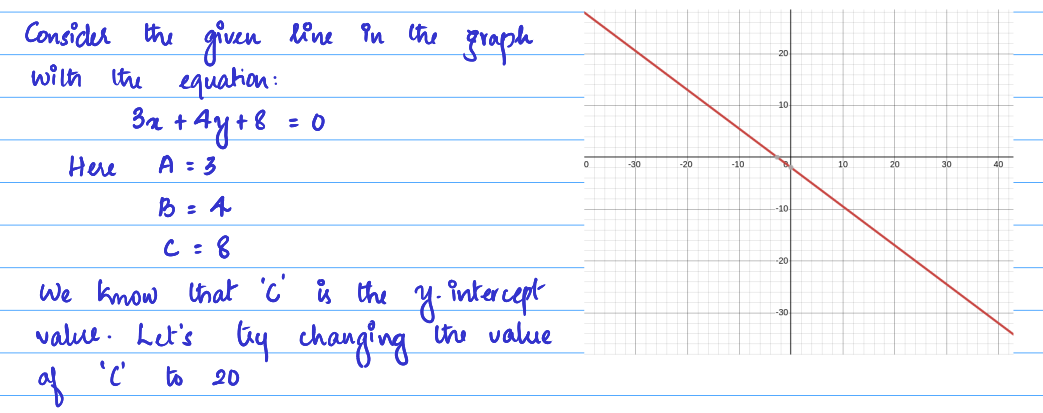 Consider the given line in the graph
with the equation:
3x + 4y + 8 = 0
Here A = 3
B = 4
C = 8
We know that 'C' is the y-intercept
value. Let's try changing the value
of 'C' to 20
20
10
0 -30 -20 -10 0 10 20 30 40
-10
-20
-30